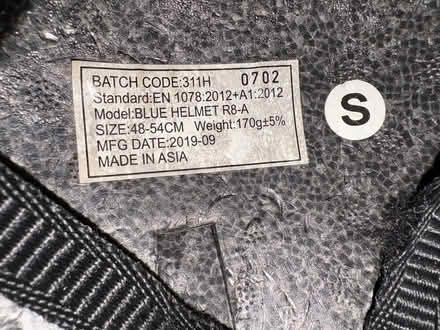 BATCH CODE:311H 0702
Standard:EN 1078:2012+A1:2012
Model:BLUE HELMET R8-A
SIZE:48-54CM Weight:170g±5%
MFG DATE:2019-09
MADE IN ASIA
S